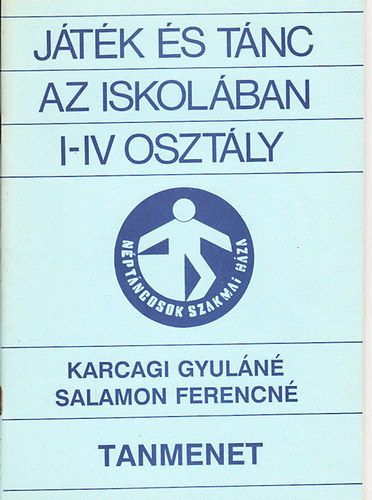 JÁTÉK ÉS TÁNC
AZ ISKOLÁBAN
I-IV OSZTÁLY
NÉPTÁNCOSOK SZAKMAI HÁZA
KARCAGI GYULÁNÉ
SALAMON FERENCNÉ
TANMENET